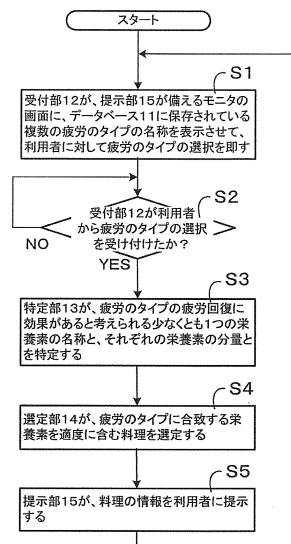 スタート
S1
受付部12が、提示部15が備えるモニタの
画面に、データベース11に保存されている
複数の疲労のタイプの名称を表示させて、
利用者に対して疲労のタイプの選択を即す
S2
受付部12が利用者
から疲労のタイプの選択
を受け付けたか？
NO
YES
S3
特定部13が、疲労のタイプの疲労回復に
効果があると考えられる少なくとも1つの栄
養素の名称と、それぞれの栄養素の分量と
を特定する
S4
選定部14が、疲労のタイプに合致する栄
養素を適度に含む料理を選定する
S5
提示部15が、料理の情報を利用者に提示
する